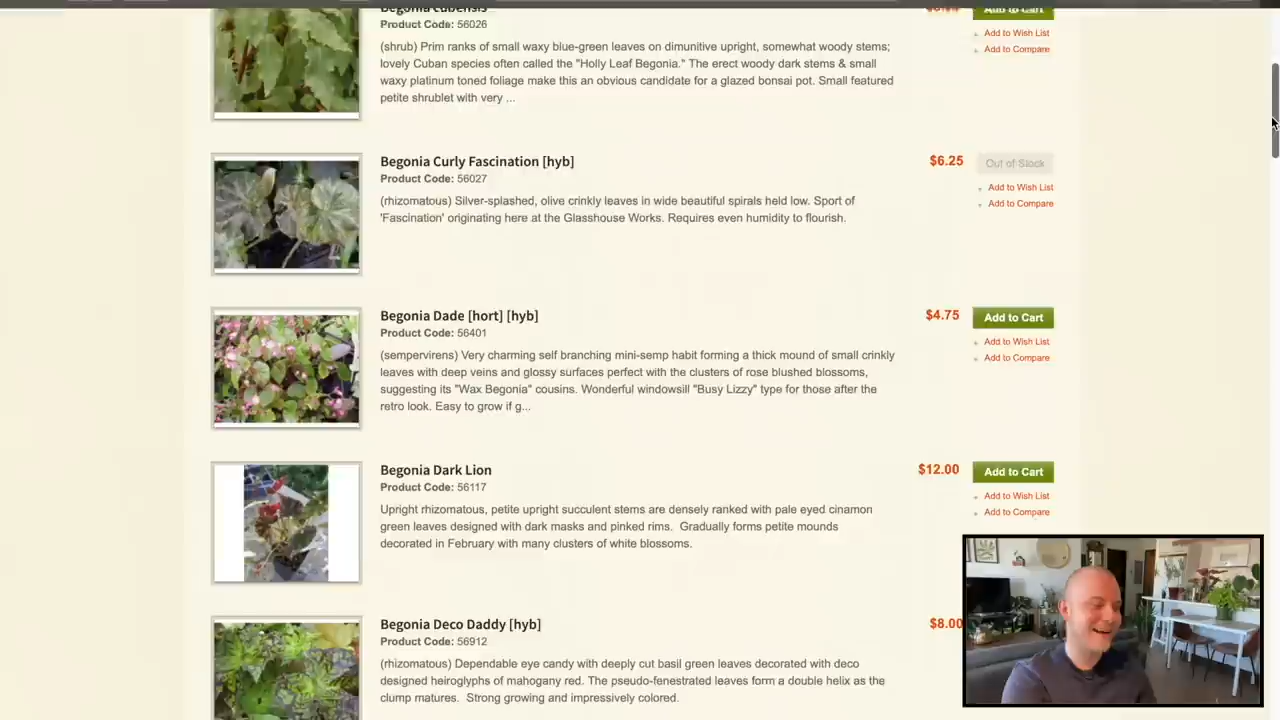 Begonia cubensis
Product Code: 56026
Add to Cart
Add to Wish List
Add to Compare
(shrub) Prim ranks of small waxy blue-green leaves on dimunitive upright, somewhat woody stems;
lovely Cuban species often called the "Holly Leaf Begonia." The erect woody dark stems & small
waxy platinum toned foliage make this an obvious candidate for a glazed bonsai pot. Small featured
petite shrublet with very ...
Begonia Curly Fascination [hyb]
Product Code: 56027
$6.25
Out of Stock
Add to Wish List
Add to Compare
(rhizomatous) Silver-splashed, olive crinkly leaves in wide beautiful spirals held low. Sport of
'Fascination' originating here at the Glasshouse Works. Requires even humidity to flourish.
Begonia Dade [hort] [hyb]
Product Code: 56401
$4.75
Add to Cart
Add to Wish List
Add to Compare
(sempervirens) Very charming self branching mini-semp habit forming a thick mound of small crinkly
leaves with deep veins and glossy surfaces perfect with the clusters of rose blushed blossoms,
suggesting its "Wax Begonia" cousins. Wonderful windowsill "Busy Lizzy" type for those after the
retro look. Easy to grow if g...
Begonia Dark Lion
Product Code: 56117
$12.00
Add to Cart
Add to Wish List
Add to Compare
Upright rhizomatous, petite upright succulent stems are densely ranked with pale eyed cinamon
green leaves designed with dark masks and pinked rims. Gradually forms petite mounds
decorated in February with many clusters of white blossoms.
Begonia Deco Daddy [hyb]
Product Code: 56912
$8.00
(rhizomatous) Dependable eye candy with deeply cut basil green leaves decorated with deco
designed heiroglyphs of mahogany red. The pseudo-fenestrated leaves form a double helix as the
clump matures. Strong growing and impressively colored.